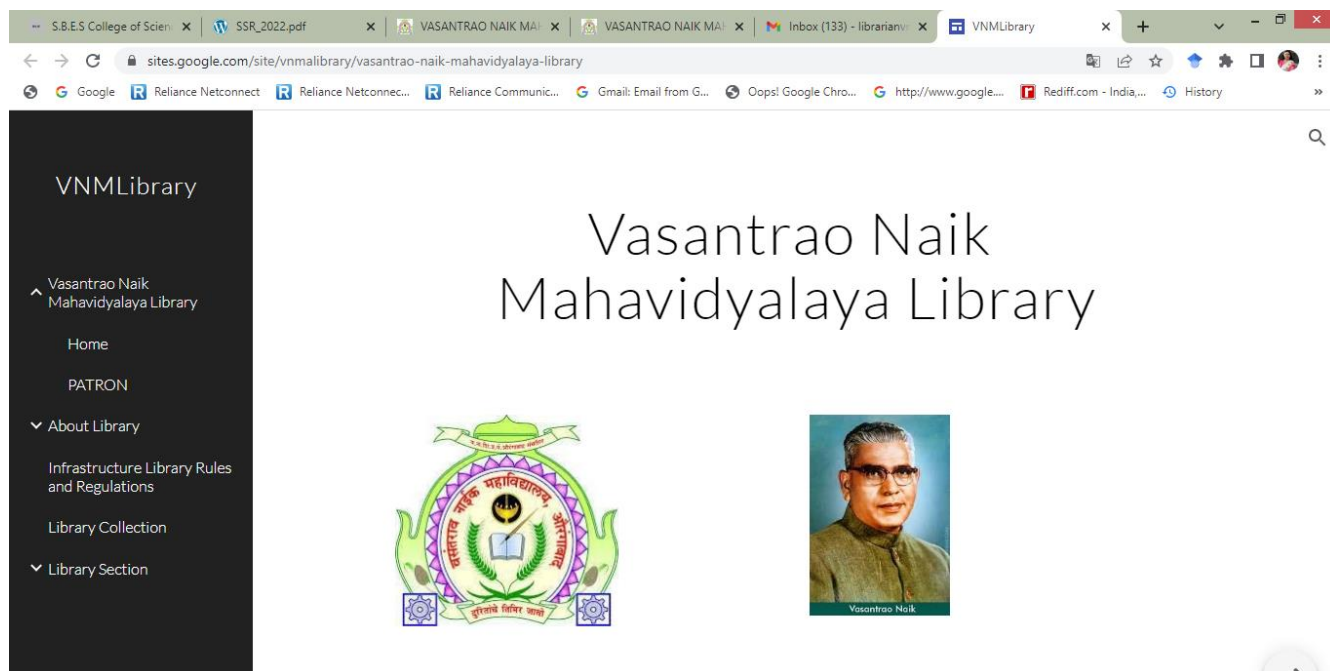 S.B.E.S College of Scien
SSR_2022.pdf
VASANTRAO NAIK MAH
VASANTRAO NAIK MAH
Inbox (133) - librarianv
VNMLibrary
sites.google.com/site/vnmalibrary/vasantrao-naik-mahavidyalaya-library
Google
Reliance Netconnect
Reliance Netconnec...
Reliance Communic...
Gmail: Email from G...
Oops! Google Chro...
http://www.google....
Rediff.com - India,...
History
VNMLibrary
Vasantrao Naik
Mahavidyalaya Library
Home
PATRON
About Library
Infrastructure Library Rules
and Regulations
Library Collection
Library Section
Vasantrao Naik
Mahavidyalaya Library
वसंतराव नाईक महाविद्यालय, औरंगाबाद
दुरितांचे तिमिर जावो
Vasantrao Naik